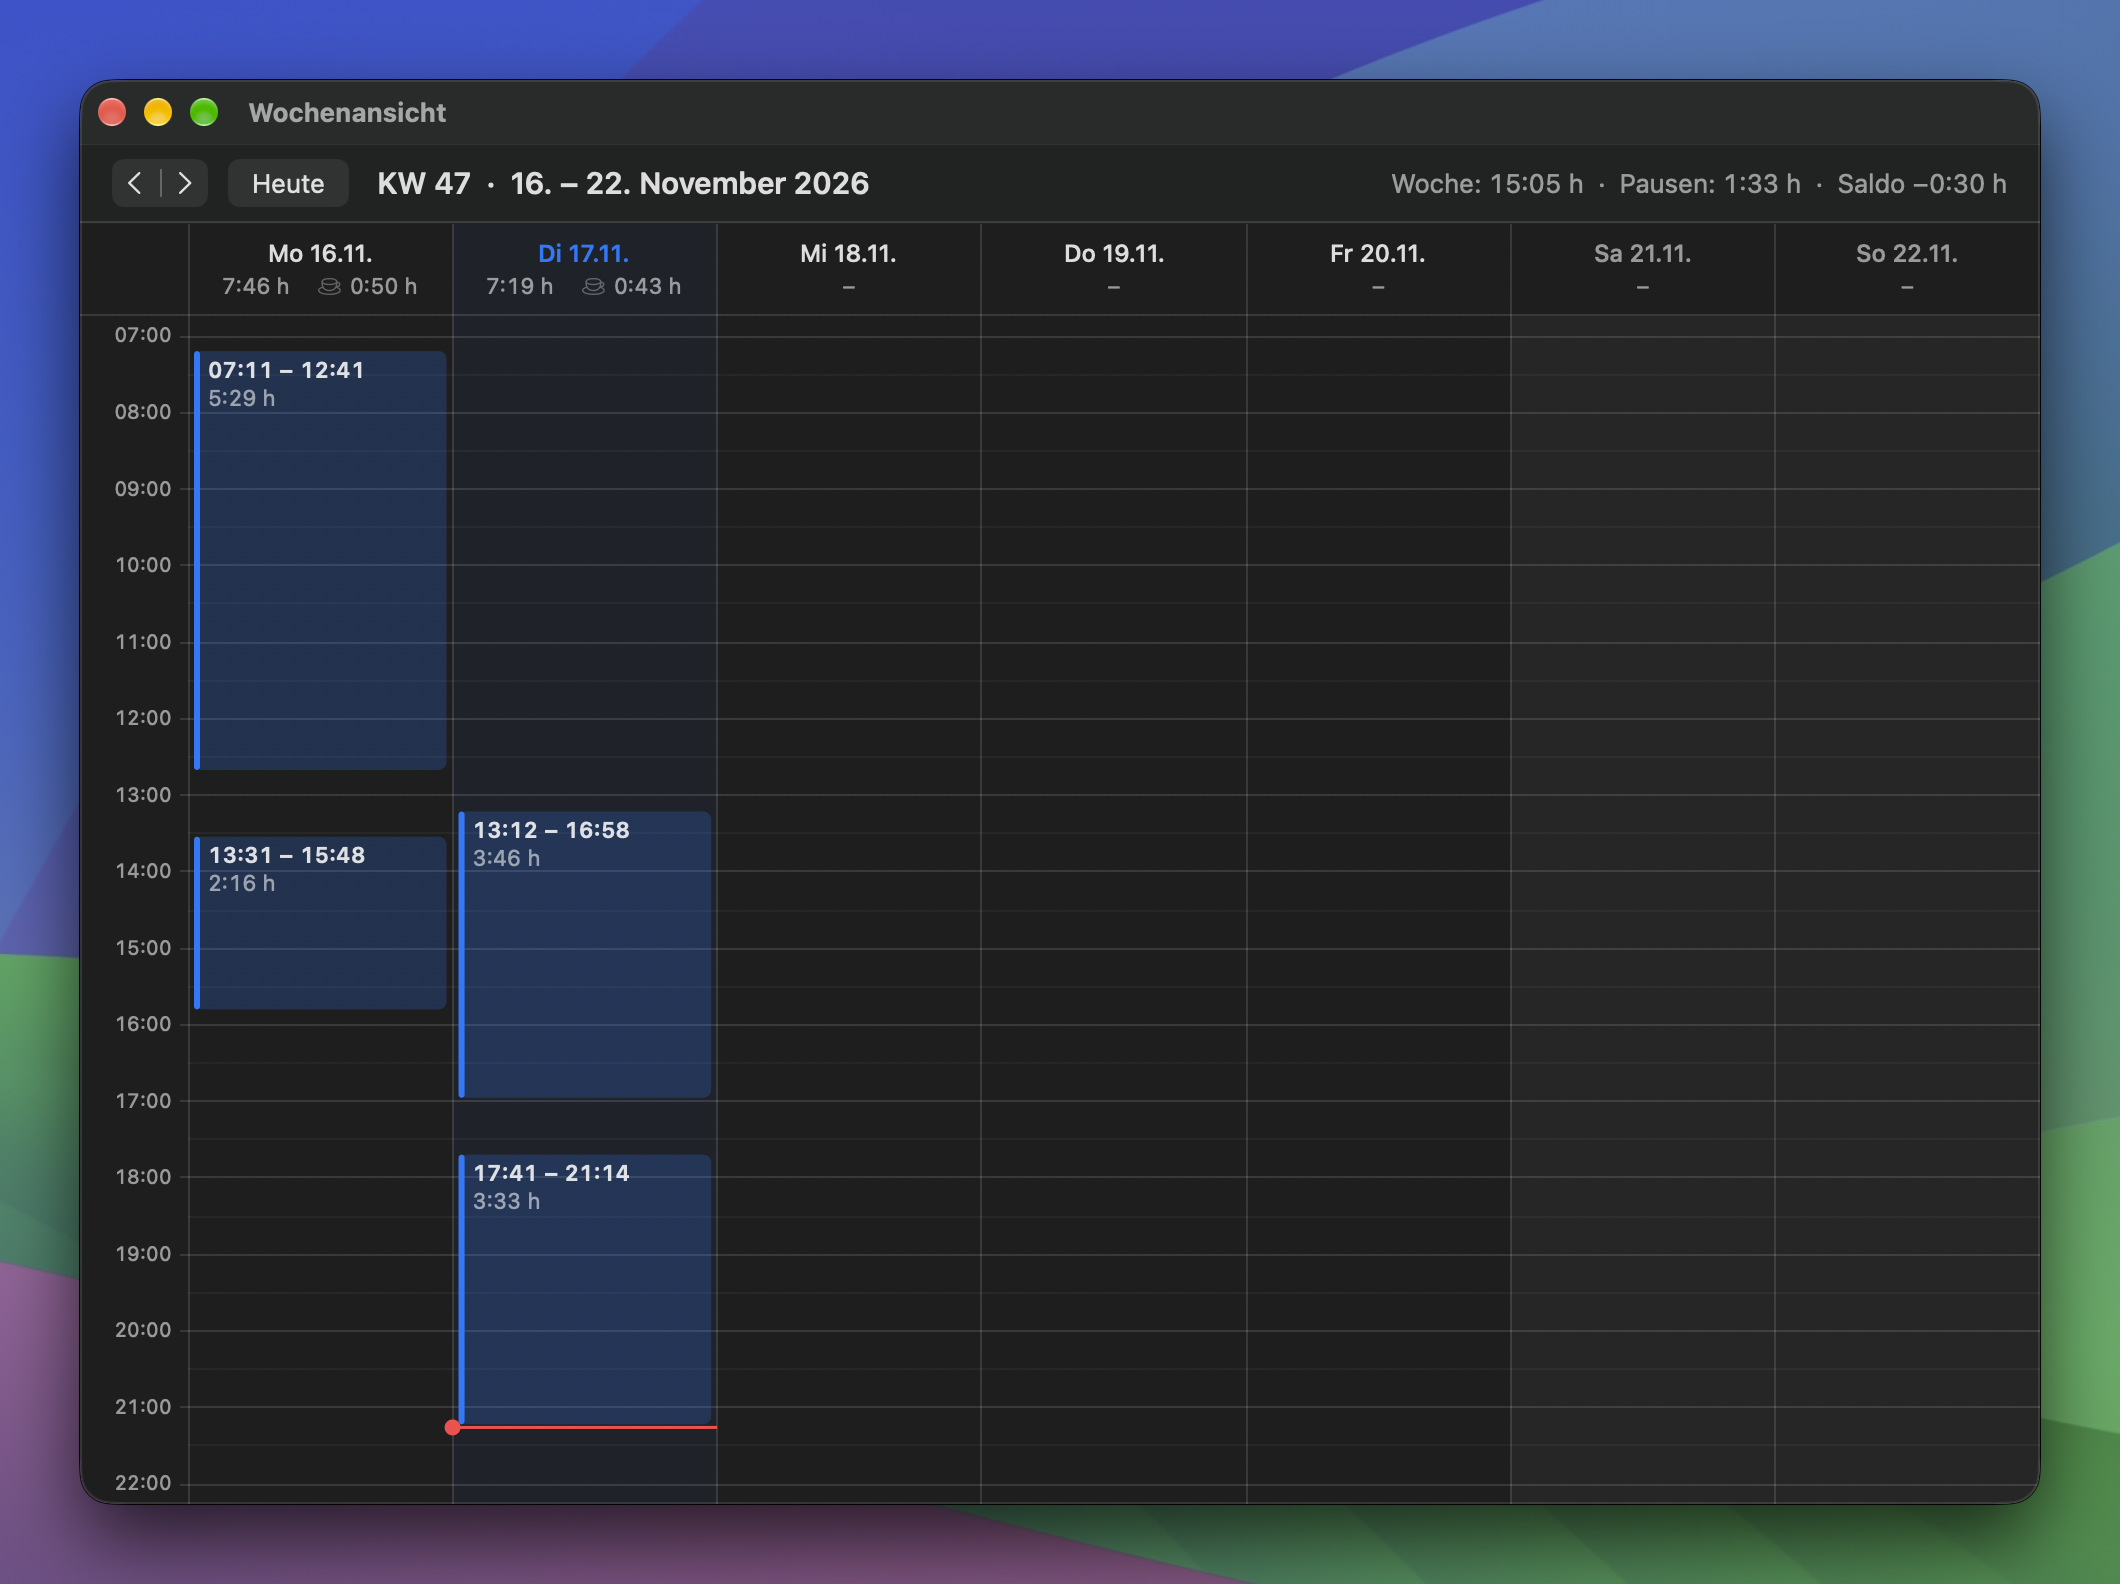 Wochenansicht
Heute KW 47 · 16. – 22. November 2026 Woche: 15:05 h · Pausen: 1:33 h · Saldo −0:30 h
Mo 16.11. Di 17.11. Mi 18.11. Do 19.11. Fr 20.11. Sa 21.11. So 22.11.
7:46 h 0:50 h 7:19 h 0:43 h – – – – –
07:00
07:11 – 12:41
5:29 h
08:00
09:00
10:00
11:00
12:00
13:00
13:12 – 16:58
13:31 – 15:48
3:46 h
14:00
2:16 h
15:00
16:00
17:00
17:41 – 21:14
18:00
3:33 h
19:00
20:00
21:00
22:00